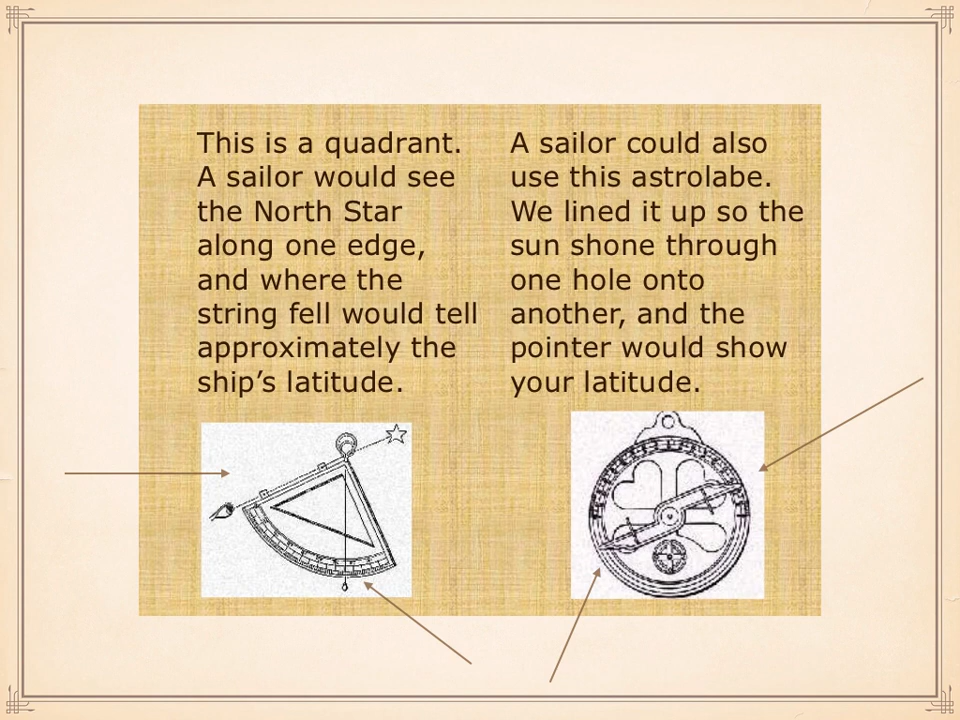 This is a quadrant.
A sailor would see
the North Star
along one edge,
and where the
string fell would tell
approximately the
ship’s latitude.
A sailor could also
use this astrolabe.
We lined it up so the
sun shone through
one hole onto
another, and the
pointer would show
your latitude.